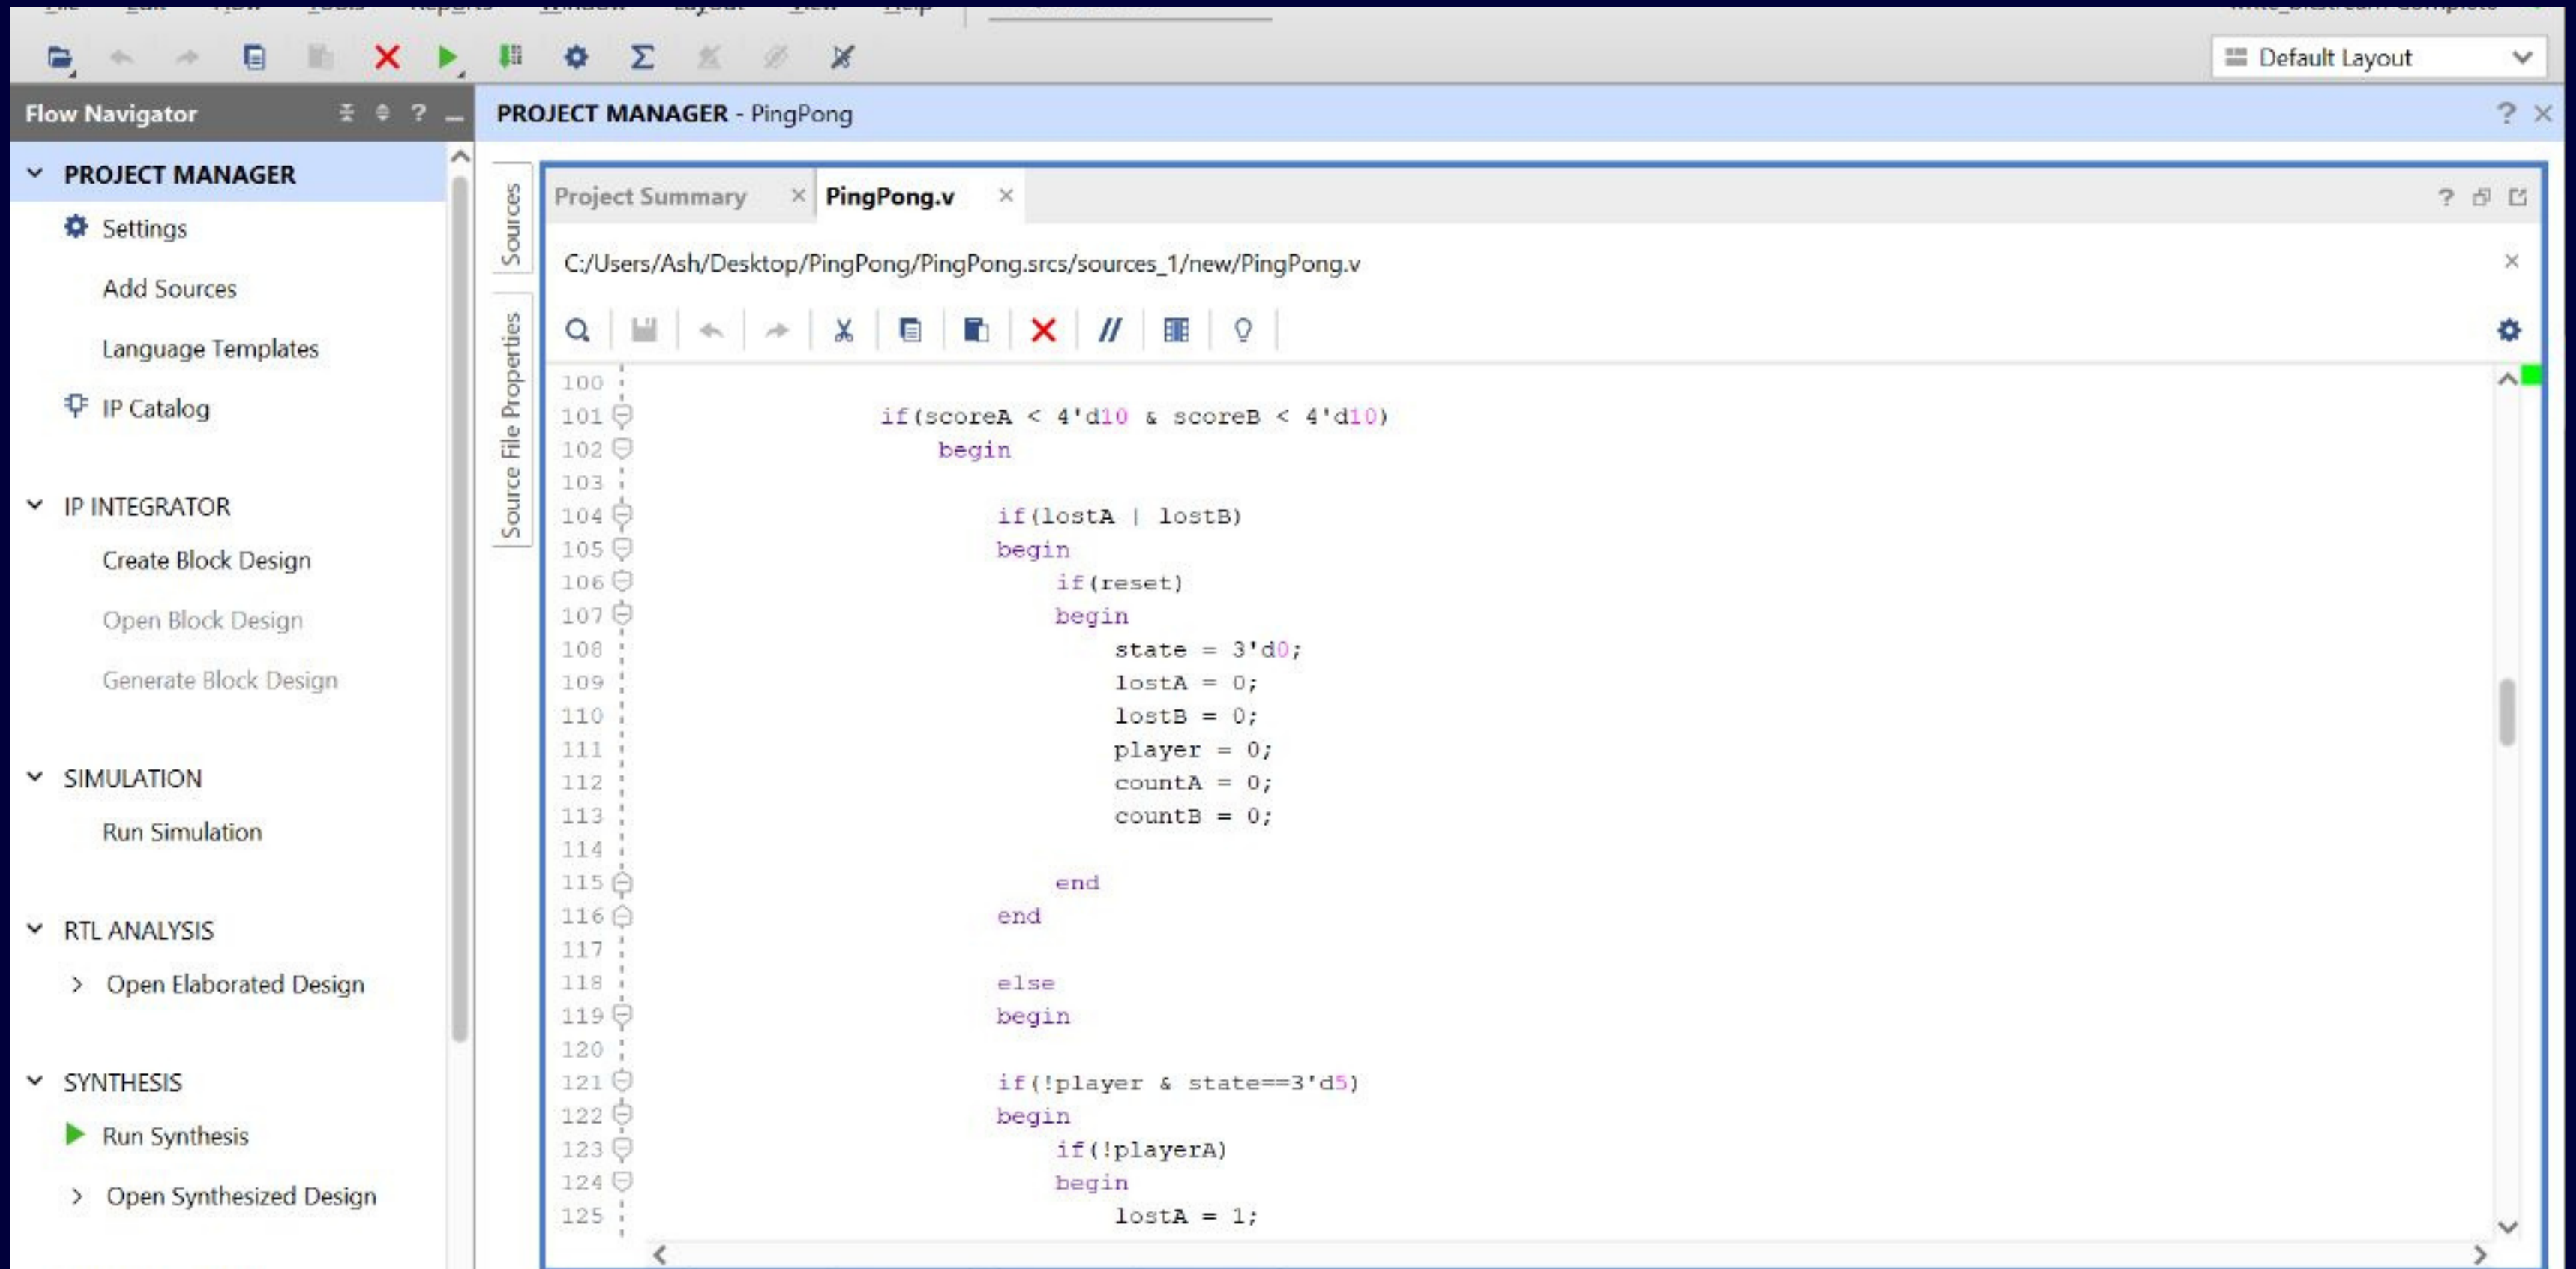 Default Layout
Flow Navigator
?
PROJECT MANAGER - PingPong
?
PROJECT MANAGER
Settings
Add Sources
Language Templates
IP Catalog
IP INTEGRATOR
Create Block Design
Open Block Design
Generate Block Design
SIMULATION
Run Simulation
RTL ANALYSIS
Open Elaborated Design
SYNTHESIS
Run Synthesis
Open Synthesized Design
Sources
Source File Properties
Project Summary
PingPong.v
?
C:/Users/Ash/Desktop/PingPong/PingPong.srcs/sources_1/new/PingPong.v
100
101 if(scoreA < 4'd10 & scoreB < 4'd10)
102 begin
103
104 if(lostA | lostB)
105 begin
106 if(reset)
107 begin
108 state = 3'd0;
109 lostA = 0;
110 lostB = 0;
111 player = 0;
112 countA = 0;
113 countB = 0;
114
115 end
116 end
117
118 else
119 begin
120
121 if(!player & state==3'd5)
122 begin
123 if(!playerA)
124 begin
125 lostA = 1;